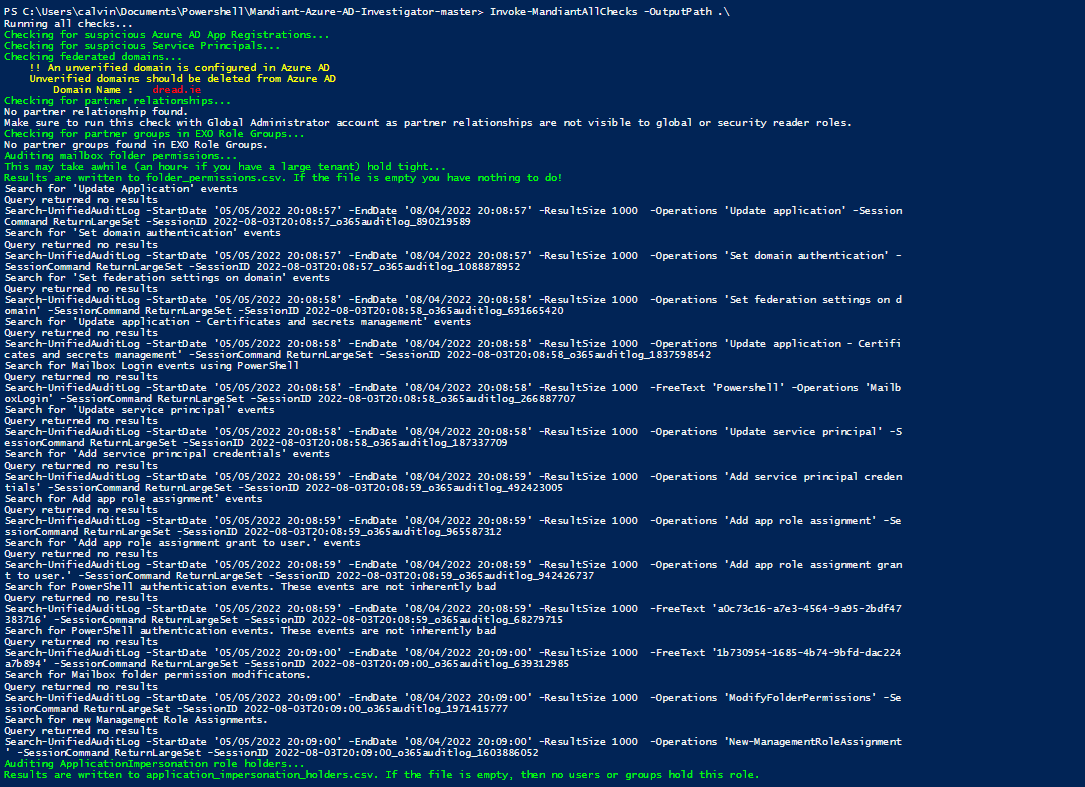 PS C:\Users\calvin\Documents\Powershell\Mandiant-Azure-AD-Investigator-master> Invoke-MandiantAllChecks -OutputPath .\
Running all checks...
Checking for suspicious Azure AD App Registrations...
Checking for suspicious Service Principals...
Checking federated domains...
!! An unverified domain is configured in Azure AD
Unverified domains should be deleted from Azure AD
Domain Name : dread.ie
Checking for partner relationships...
No partner relationship found.
Make sure to run this check with Global Administrator account as partner relationships are not visible to global or security reader roles.
Checking for partner groups in EXO Role Groups...
No partner groups found in EXO Role Groups.
Auditing mailbox folder permissions...
This may take awhile (an hour+ if you have a large tenant) hold tight...
Results are written to folder_permissions.csv. If the file is empty you have nothing to do!
Search for 'Update Application' events
Query returned no results
Search-UnifiedAuditLog -StartDate '05/05/2022 20:08:57' -EndDate '08/04/2022 20:08:57' -ResultSize 1000  -Operations 'Update application' -Session
Command ReturnLargeSet -SessionID 2022-08-03T20:08:57_o365auditlog_890219589
Search for 'Set domain authentication' events
Query returned no results
Search-UnifiedAuditLog -StartDate '05/05/2022 20:08:57' -EndDate '08/04/2022 20:08:57' -ResultSize 1000  -Operations 'Set domain authentication' -
SessionCommand ReturnLargeSet -SessionID 2022-08-03T20:08:57_o365auditlog_1088878952
Search for 'Set federation settings on domain' events
Query returned no results
Search-UnifiedAuditLog -StartDate '05/05/2022 20:08:58' -EndDate '08/04/2022 20:08:58' -ResultSize 1000  -Operations 'Set federation settings on d
omain' -SessionCommand ReturnLargeSet -SessionID 2022-08-03T20:08:58_o365auditlog_691665420
Search for 'Update application - Certificates and secrets management' events
Query returned no results
Search-UnifiedAuditLog -StartDate '05/05/2022 20:08:58' -EndDate '08/04/2022 20:08:58' -ResultSize 1000  -Operations 'Update application - Certifi
cates and secrets management' -SessionCommand ReturnLargeSet -SessionID 2022-08-03T20:08:58_o365auditlog_1837598542
Search for Mailbox Login events using PowerShell
Query returned no results
Search-UnifiedAuditLog -StartDate '05/05/2022 20:08:58' -EndDate '08/04/2022 20:08:58' -ResultSize 1000  -FreeText 'Powershell' -Operations 'Mailb
oxLogin' -SessionCommand ReturnLargeSet -SessionID 2022-08-03T20:08:58_o365auditlog_266887707
Search for 'Update service principal' events
Query returned no results
Search-UnifiedAuditLog -StartDate '05/05/2022 20:08:58' -EndDate '08/04/2022 20:08:58' -ResultSize 1000  -Operations 'Update service principal' -S
essionCommand ReturnLargeSet -SessionID 2022-08-03T20:08:58_o365auditlog_187337709
Search for 'Add service principal credentials' events
Query returned no results
Search-UnifiedAuditLog -StartDate '05/05/2022 20:08:59' -EndDate '08/04/2022 20:08:59' -ResultSize 1000  -Operations 'Add service principal creden
tials' -SessionCommand ReturnLargeSet -SessionID 2022-08-03T20:08:59_o365auditlog_492423005
Search for Add app role assignment' events
Query returned no results
Search-UnifiedAuditLog -StartDate '05/05/2022 20:08:59' -EndDate '08/04/2022 20:08:59' -ResultSize 1000  -Operations 'Add app role assignment' -Se
ssionCommand ReturnLargeSet -SessionID 2022-08-03T20:08:59_o365auditlog_965587312
Search for 'Add app role assignment grant to user.' events
Query returned no results
Search-UnifiedAuditLog -StartDate '05/05/2022 20:08:59' -EndDate '08/04/2022 20:08:59' -ResultSize 1000  -Operations 'Add app role assignment gran
t to user.' -SessionCommand ReturnLargeSet -SessionID 2022-08-03T20:08:59_o365auditlog_942426737
Search for PowerShell authentication events. These events are not inherently bad
Query returned no results
Search-UnifiedAuditLog -StartDate '05/05/2022 20:08:59' -EndDate '08/04/2022 20:08:59' -ResultSize 1000  -FreeText 'a0c73c16-a7e3-4564-9a95-2bdf47
383716' -SessionCommand ReturnLargeSet -SessionID 2022-08-03T20:08:59_o365auditlog_68279715
Search for PowerShell authentication events. These events are not inherently bad
Query returned no results
Search-UnifiedAuditLog -StartDate '05/05/2022 20:09:00' -EndDate '08/04/2022 20:09:00' -ResultSize 1000  -FreeText '1b730954-1685-4b74-9bfd-dac224
a7b894' -SessionCommand ReturnLargeSet -SessionID 2022-08-03T20:09:00_o365auditlog_639312985
Search for Mailbox folder permission modificatons.
Query returned no results
Search-UnifiedAuditLog -StartDate '05/05/2022 20:09:00' -EndDate '08/04/2022 20:09:00' -ResultSize 1000  -Operations 'ModifyFolderPermissions' -Se
ssionCommand ReturnLargeSet -SessionID 2022-08-03T20:09:00_o365auditlog_1971415777
Search for new Management Role Assignments.
Query returned no results
Search-UnifiedAuditLog -StartDate '05/05/2022 20:09:00' -EndDate '08/04/2022 20:09:00' -ResultSize 1000  -Operations 'New-ManagementRoleAssignment
' -SessionCommand ReturnLargeSet -SessionID 2022-08-03T20:09:00_o365auditlog_1603886052
Auditing ApplicationImpersonation role holders...
Results are written to application_impersonation_holders.csv. If the file is empty, then no users or groups hold this role.